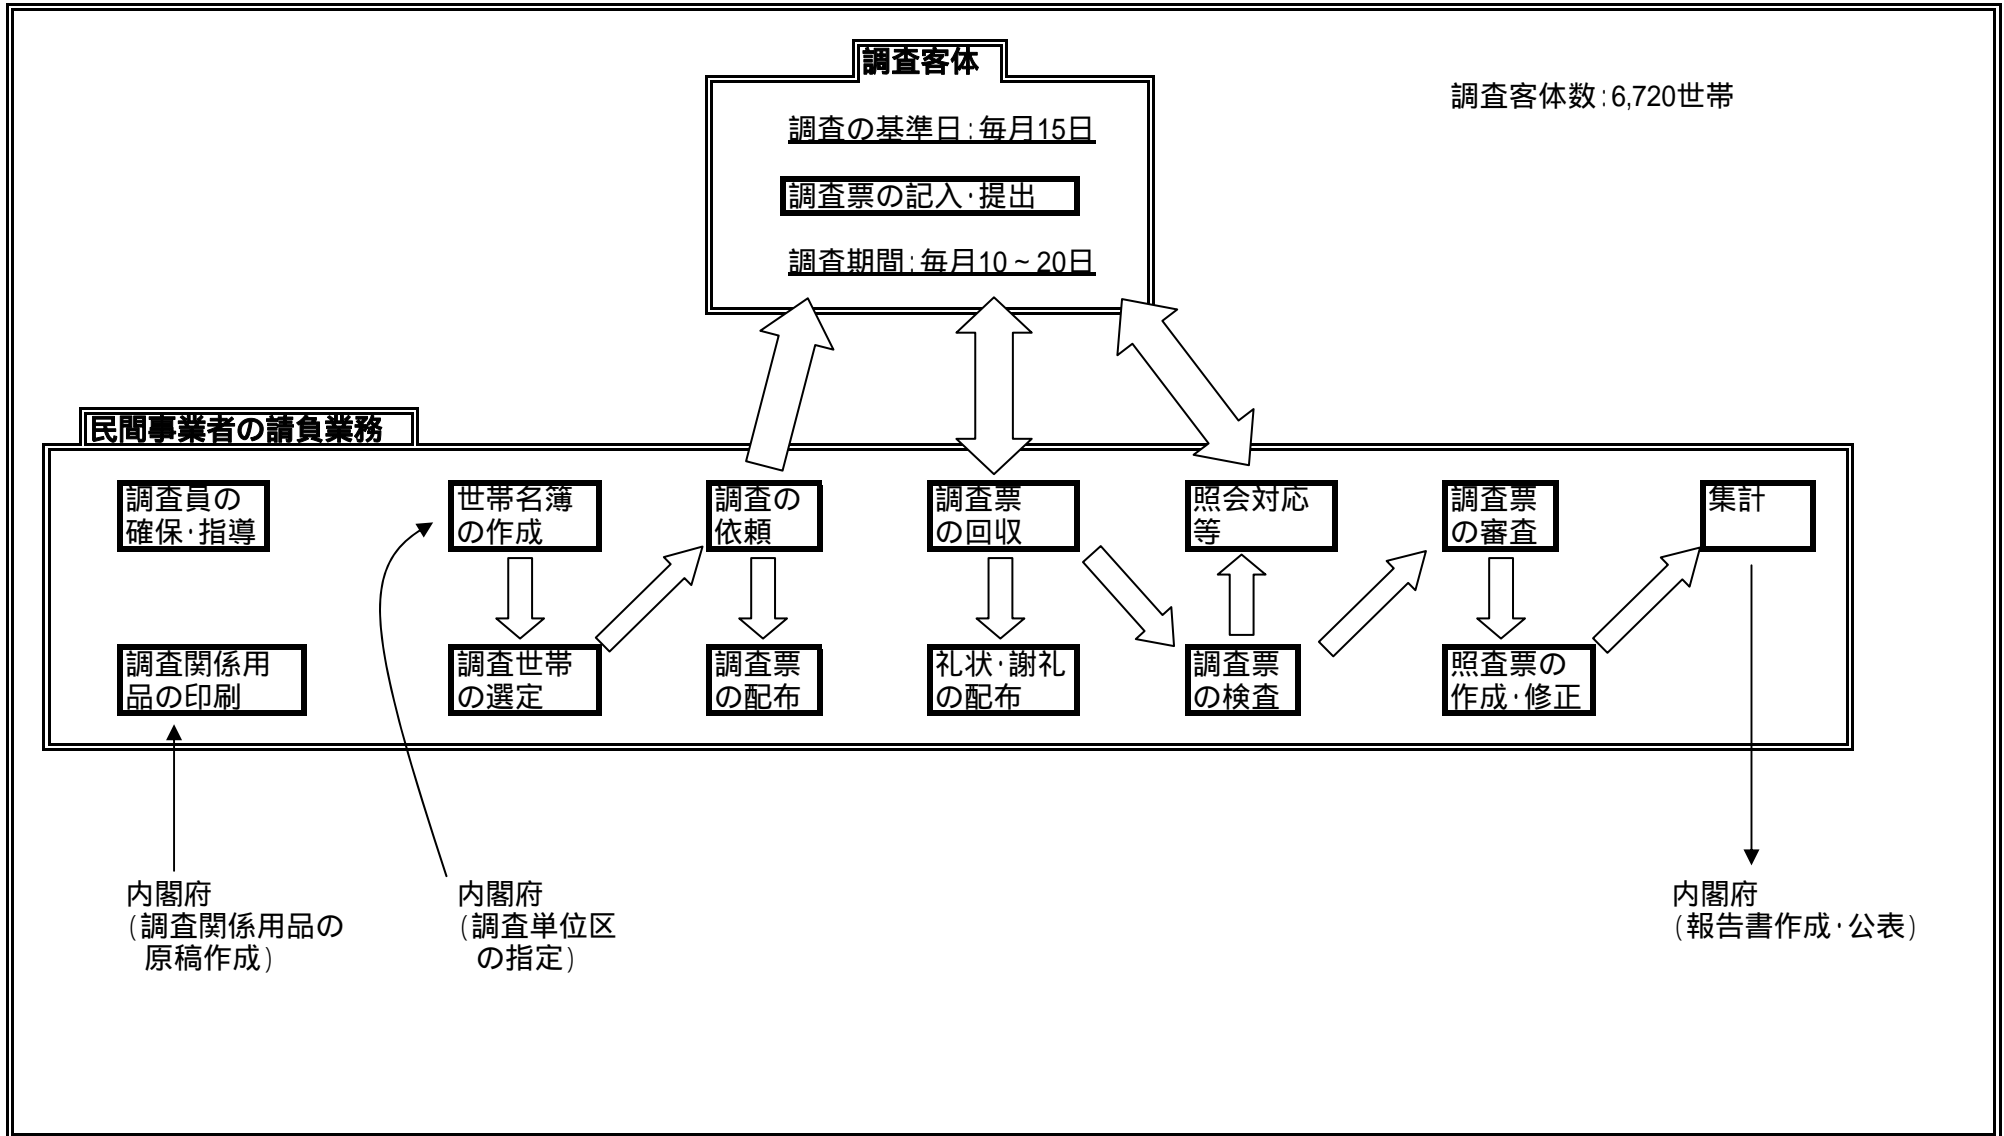 調査客体
調査客体数:6,720世帯
調査の基準日:毎月15日
調査票の記入・提出
調査期間:毎月10~20日
民間事業者の請負業務
調査員の
確保・指導
世帯名簿
の作成
調査の
依頼
調査票
の回収
照会対応
等
調査票
の審査
集計
調査関係用
品の印刷
調査世帯
の選定
調査票
の配布
礼状・謝礼
の配布
調査票
の検査
照査票の
作成・修正
内閣府
(調査関係用品の
原稿作成)
内閣府
(調査単位区
の指定)
内閣府
(報告書作成・公表)